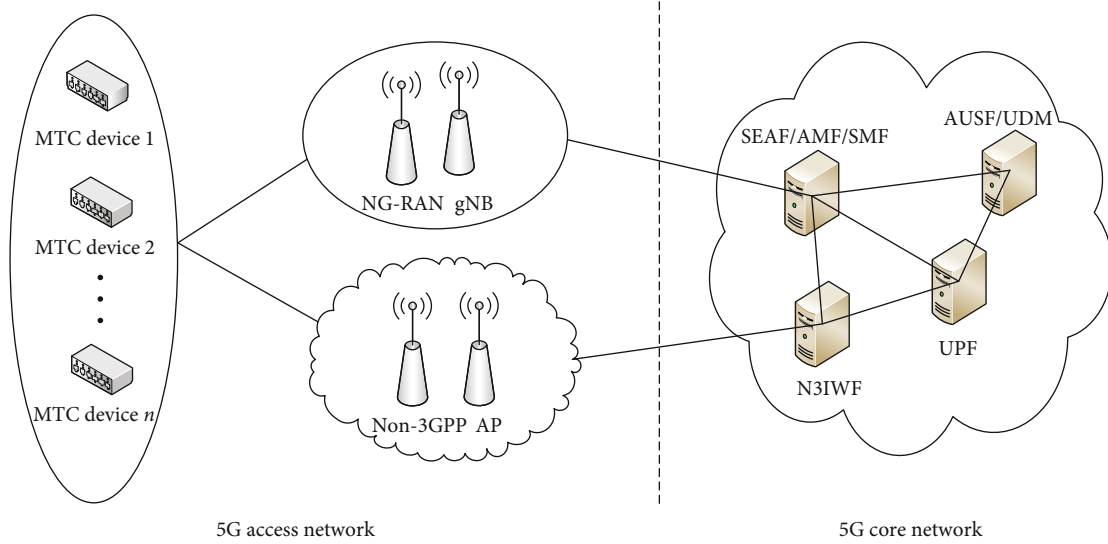 MTC device 1
MTC device 2
MTC device n
NG-RAN gNB
Non-3GPP AP
SEAF/AMF/SMF
AUSF/UDM
N3IWF
UPF
5G access network
5G core network